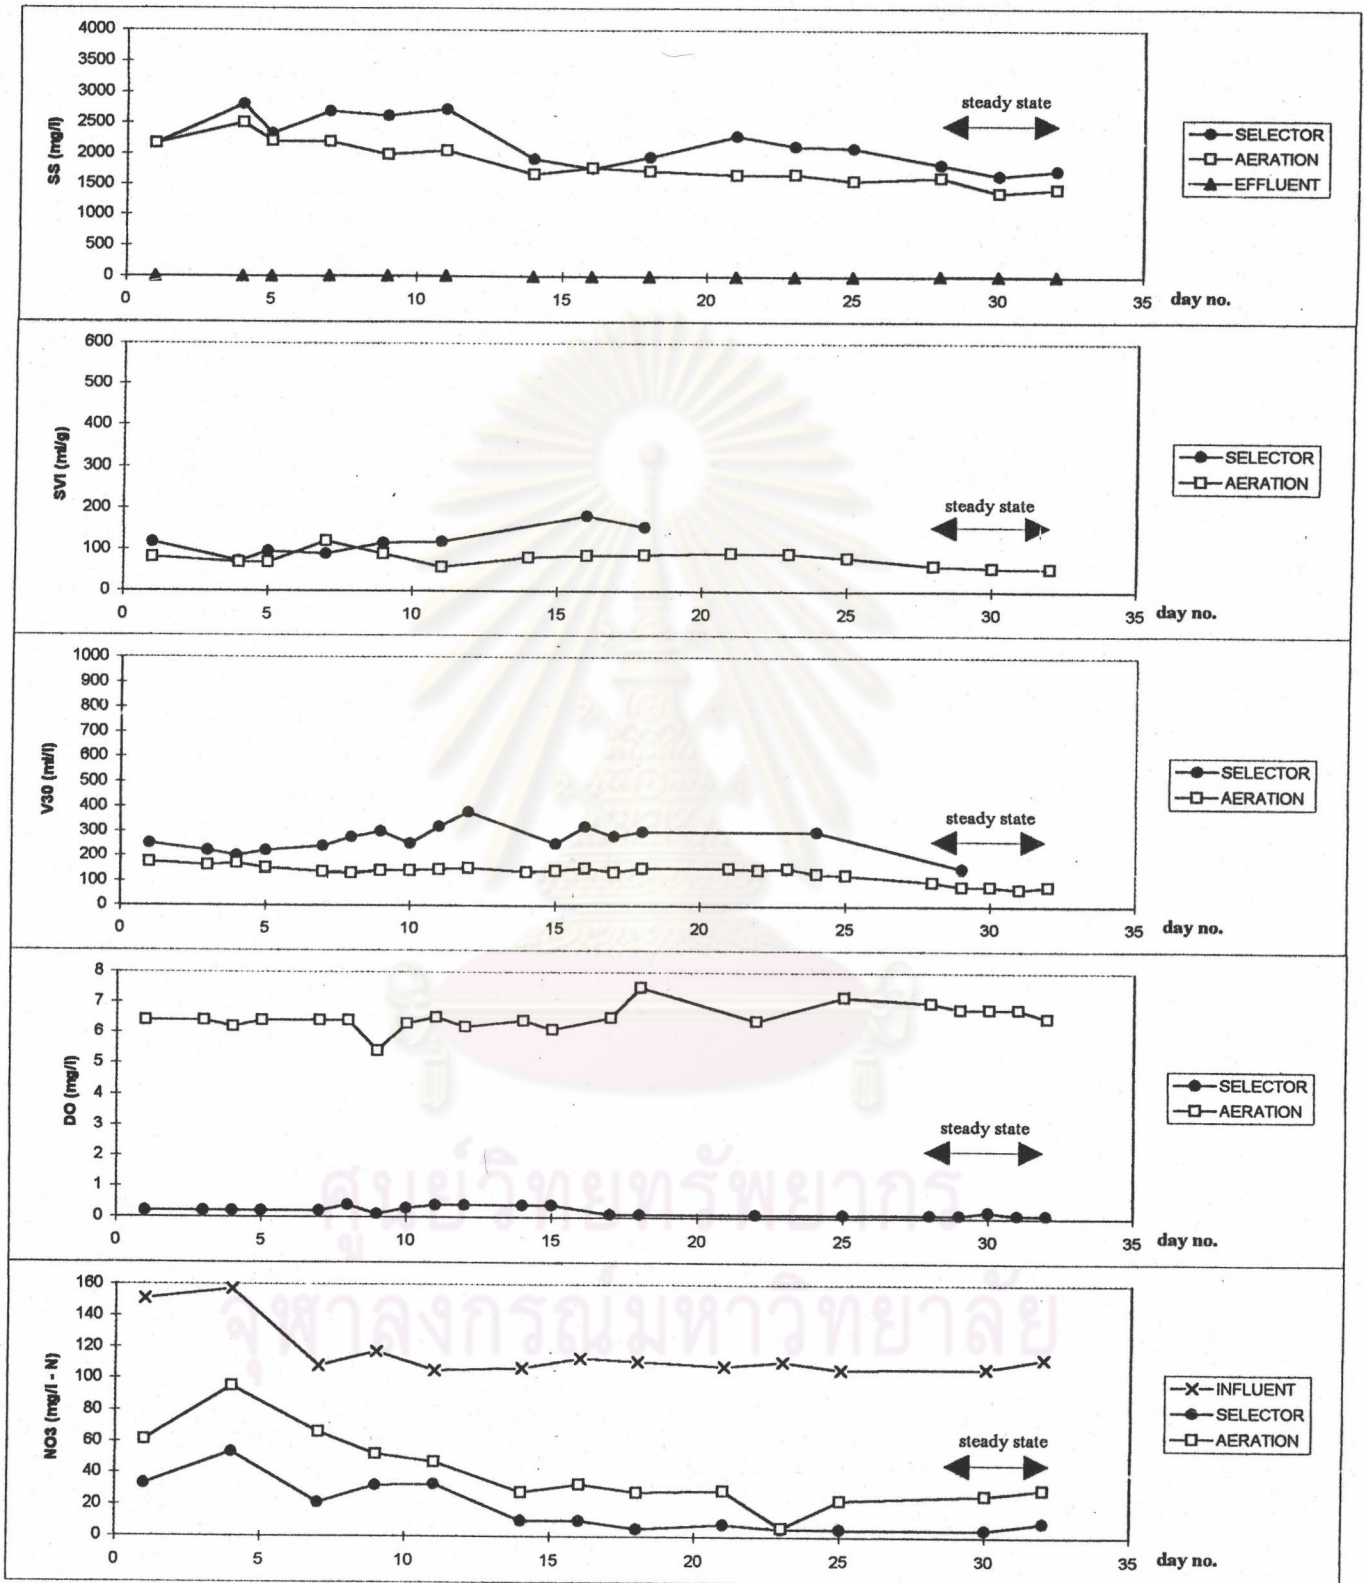 4000
3500
3000
2500
2000
1500
1000
500
0
SS (mg/l)
steady state
SELECTOR
AERATION
EFFLUENT
0 5 10 15 20 25 30 35 day no.
600
500
400
300
200
100
0
SVI (ml/g)
steady state
SELECTOR
AERATION
0 5 10 15 20 25 30 35 day no.
1000
900
800
700
600
500
400
300
200
100
0
V30 (ml/l)
steady state
SELECTOR
AERATION
0 5 10 15 20 25 30 35 day no.
8
7
6
5
4
3
2
1
0
DO (mg/l)
steady state
SELECTOR
AERATION
0 5 10 15 20 25 30 35 day no.
ศูนย์วิทยทรัพยากร
จุฬาลงกรณ์มหาวิทยาลัย
160
140
120
100
80
60
40
20
0
NO3 (mg/l - N)
steady state
INFLUENT
SELECTOR
AERATION
0 5 10 15 20 25 30 35 day no.